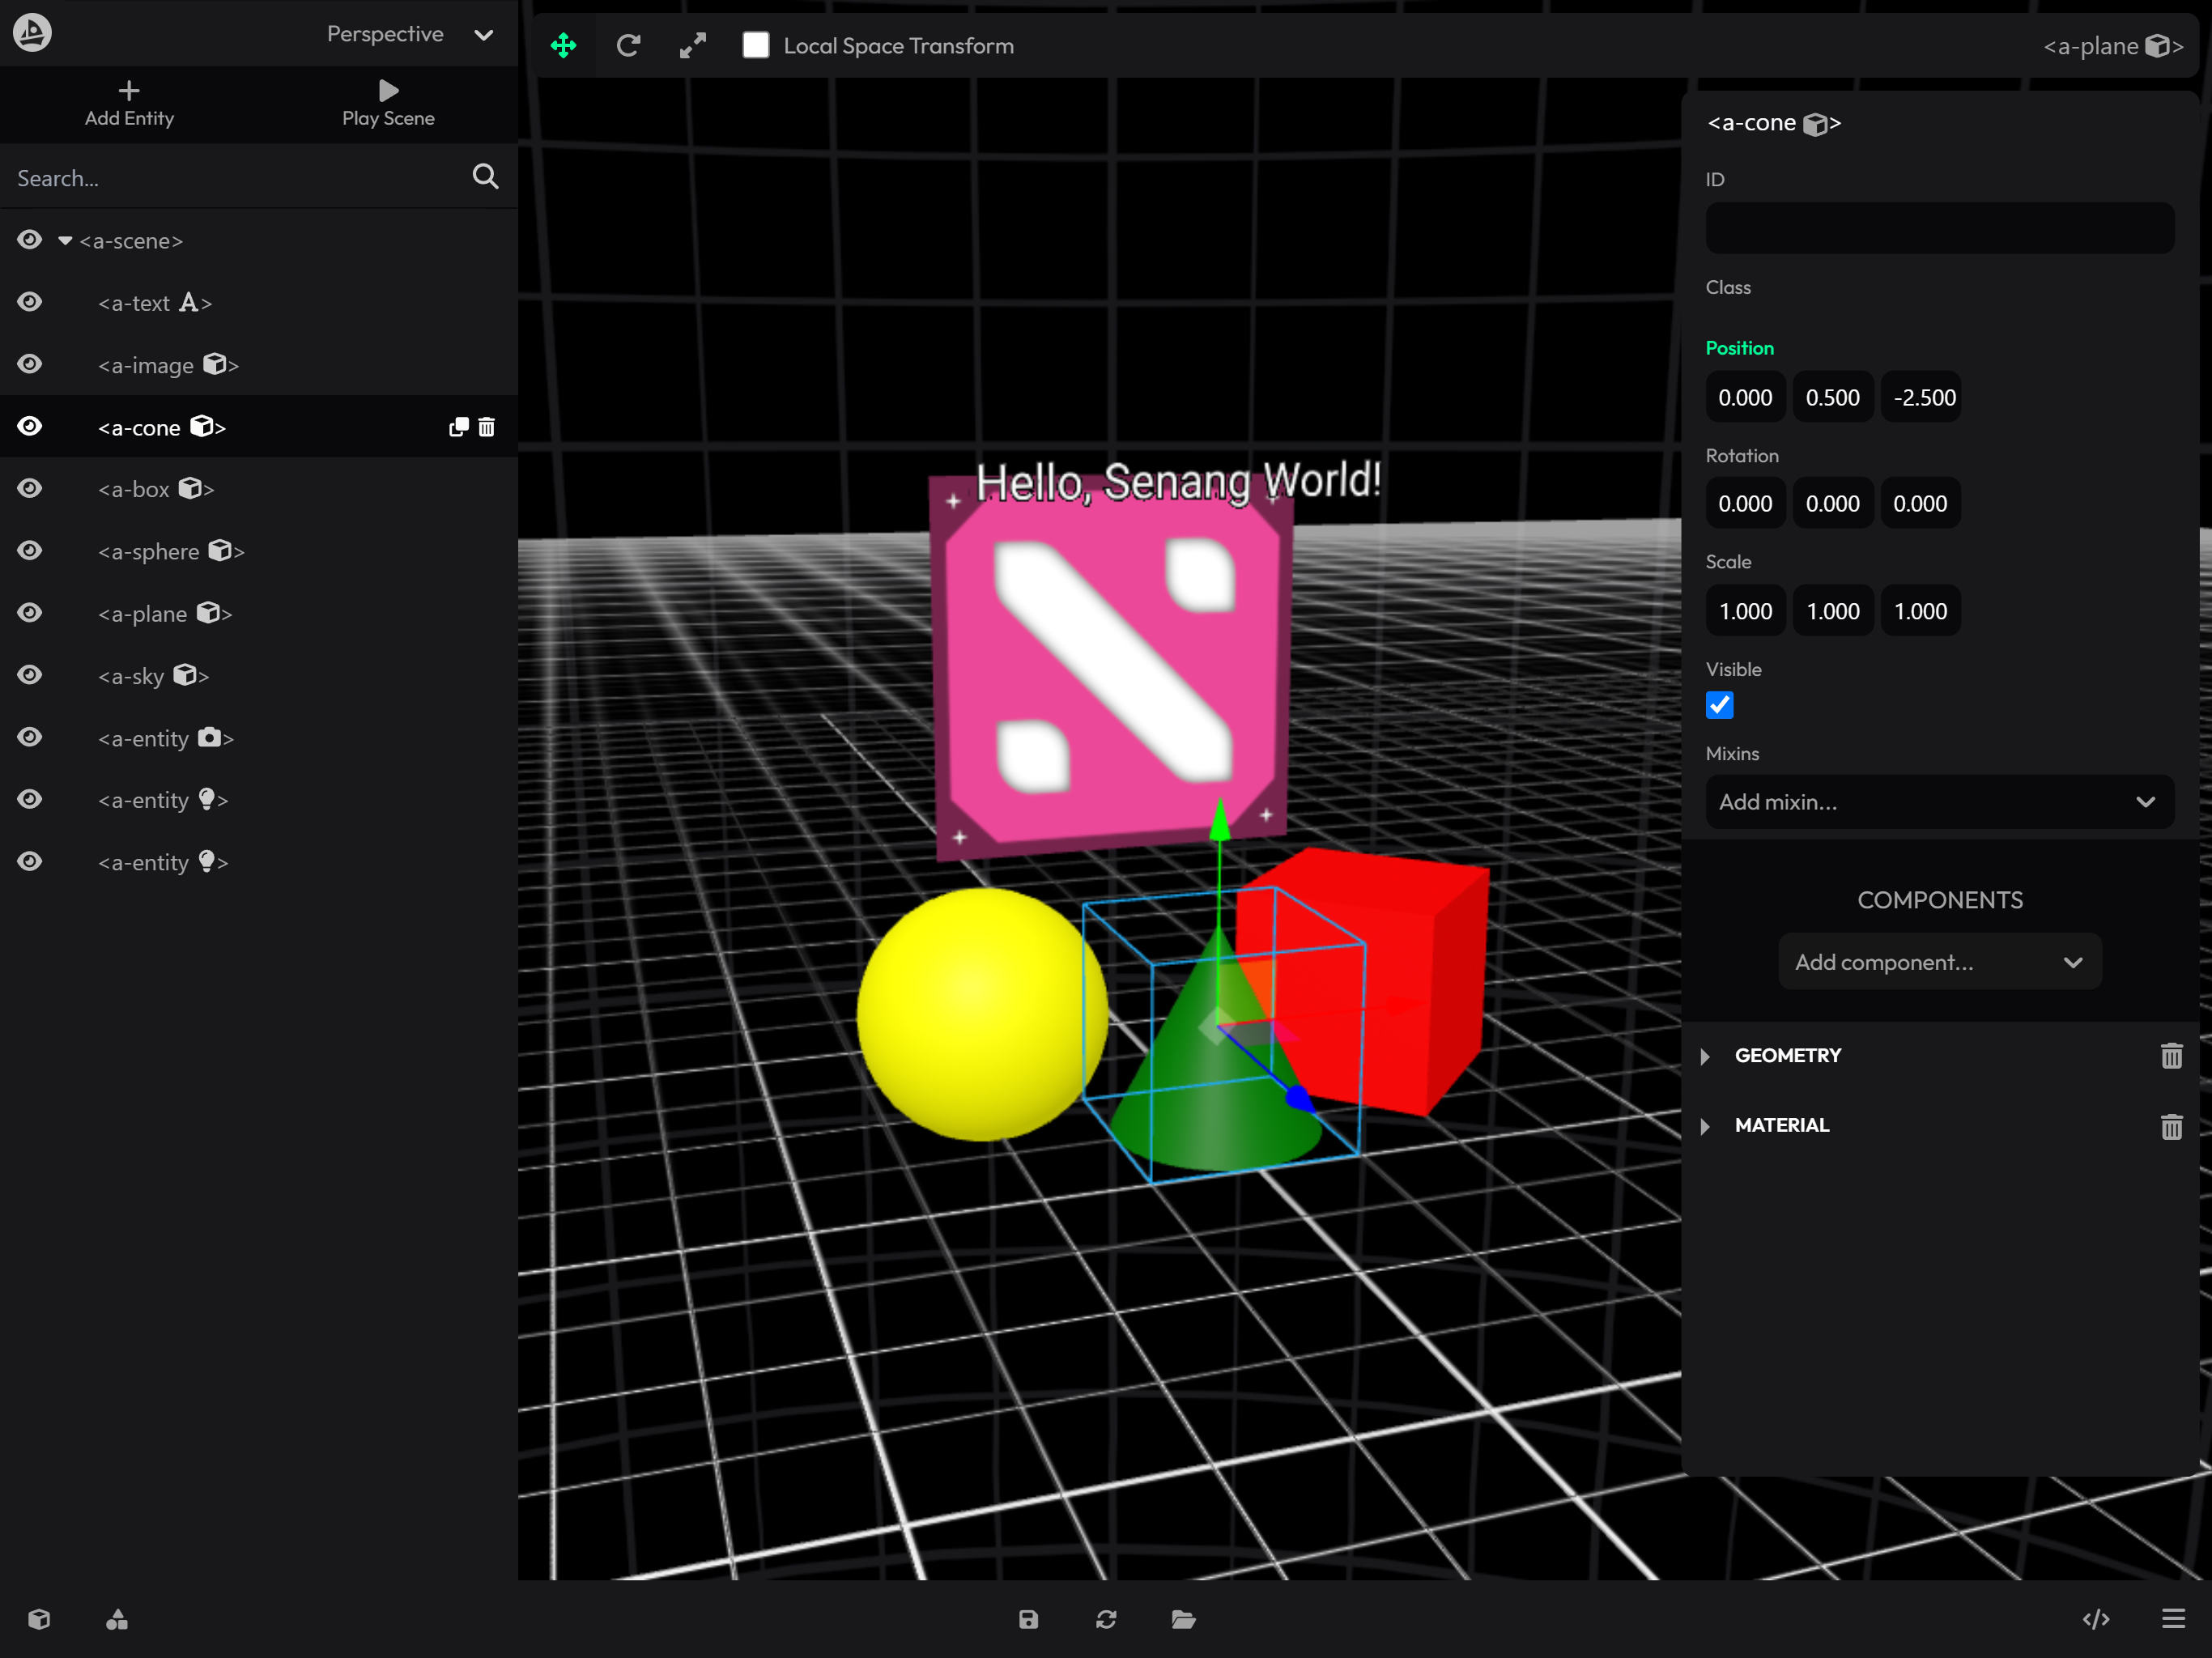 Perspective
Add Entity
Play Scene
Search...
<a-scene>
<a-text A>
<a-image >
<a-cone >
<a-box >
<a-sphere >
<a-plane >
<a-sky >
<a-entity >
<a-entity >
<a-entity >
Local Space Transform
<a-plane >
Hello, Senang World!
<a-cone >
ID
Class
Position
0.000 0.500 -2.500
Rotation
0.000 0.000 0.000
Scale
1.000 1.000 1.000
Visible
Mixins
Add mixin...
COMPONENTS
Add component...
GEOMETRY
MATERIAL